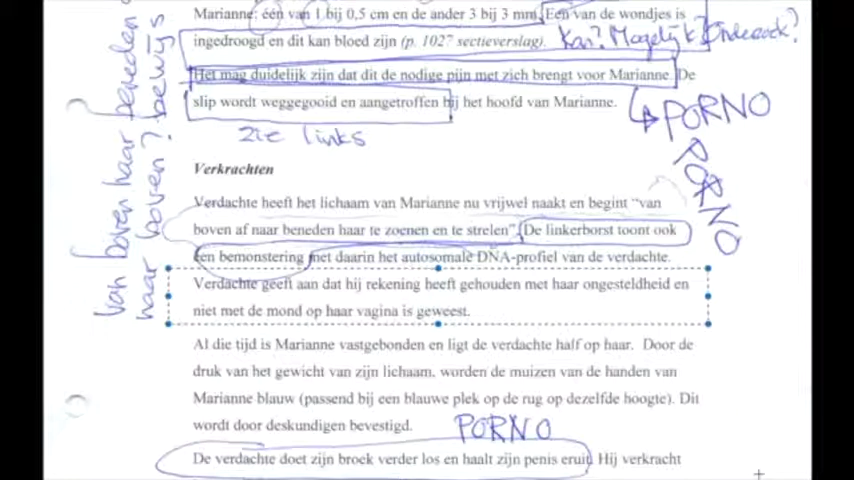 Marianne: één van 1 bij 0,5 cm en de ander 3 bij 3 mm. Eén van de wondjes is
ingedroogd en dit kan bloed zijn (p. 1027 sectieverslag). Kan? Mogelijk? Onderzoek?
Het mag duidelijk zijn dat dit de nodige pijn met zich brengt voor Marianne. De
slip wordt weggegooid en aangetroffen bij het hoofd van Marianne.
PORNO
zie links
PORNO
Verkrachten
Verdachte heeft het lichaam van Marianne nu vrijwel naakt en begint "van
boven af naar beneden haar te zoenen en te strelen". De linkerborst toont ook
een bemonstering met daarin het autosomale DNA-profiel van de verdachte.
Verdachte geeft aan dat hij rekening heeft gehouden met haar ongesteldheid en
niet met de mond op haar vagina is geweest.
Al die tijd is Marianne vastgebonden en ligt de verdachte half op haar. Door de
druk van het gewicht van zijn lichaam, worden de muizen van de handen van
Marianne blauw (passend bij een blauwe plek op de rug op dezelfde hoogte). Dit
wordt door deskundigen bevestigd.
PORNO
De verdachte doet zijn broek verder los en haalt zijn penis eruit. Hij verkracht
van boven haar beneden
naar boven? bewijs